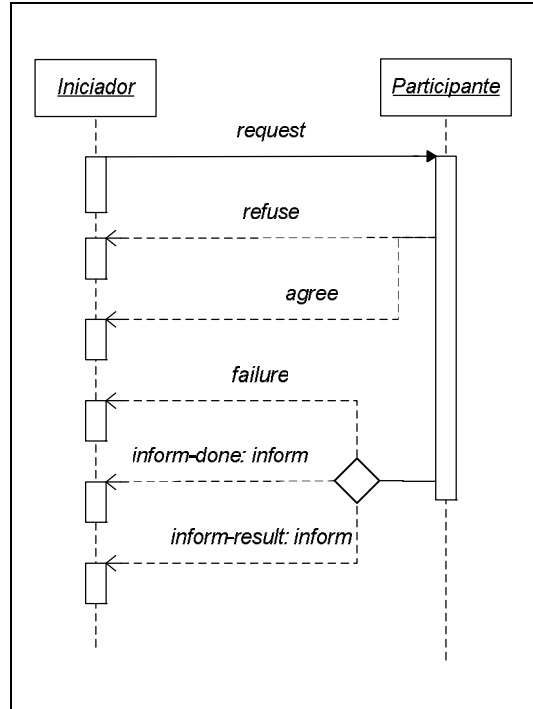 Iniciador
Participante
request
refuse
agree
failure
inform-done: inform
inform-result: inform